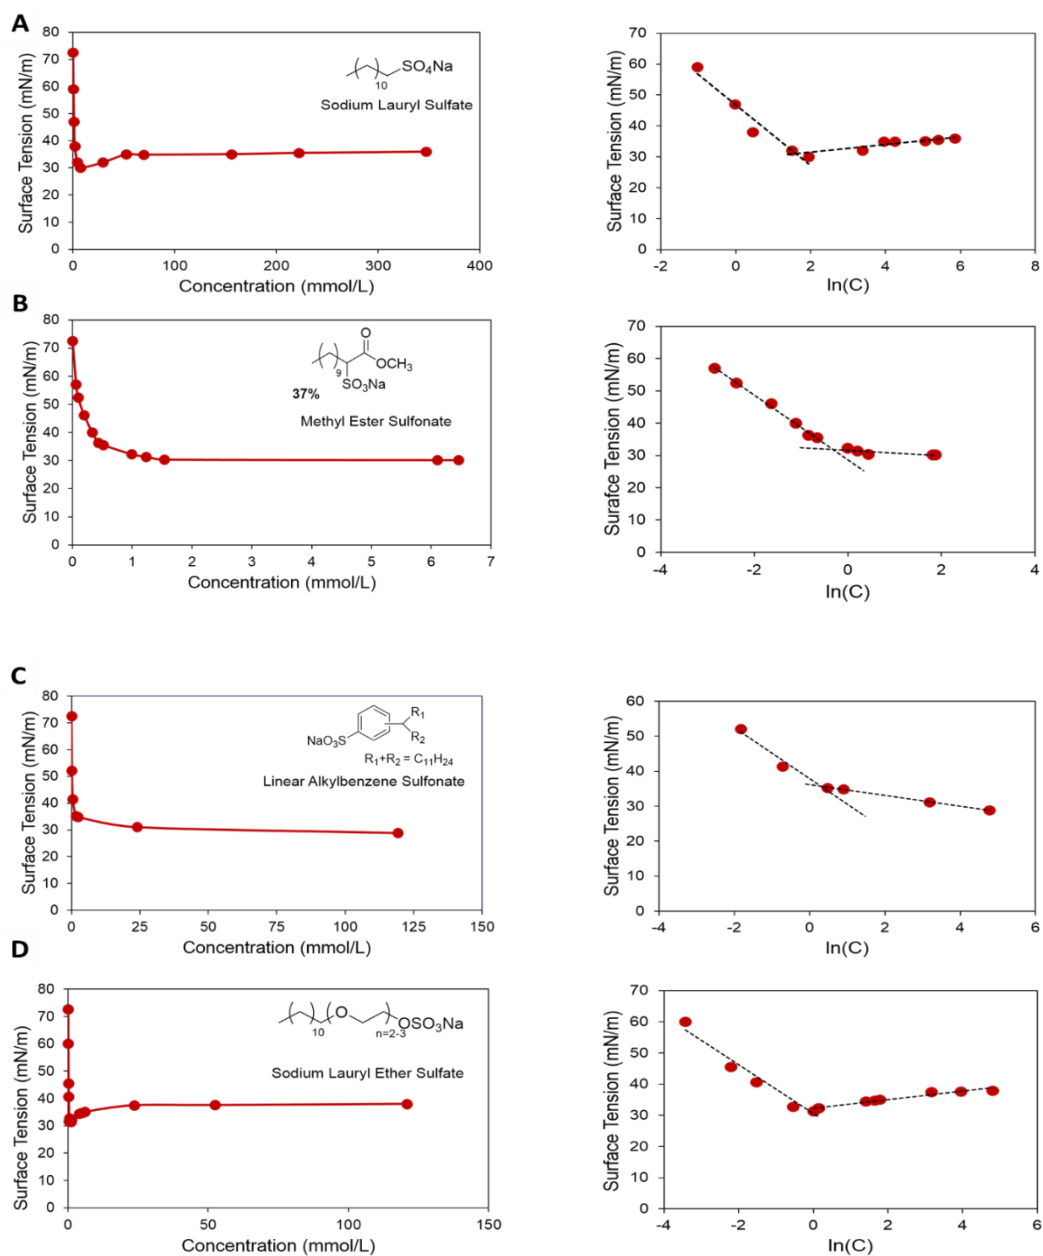 A
Surface Tension (mN/m)
80
70
60
50
40
30
20
10
0
0 100 200 300 400
Concentration (mmol/L)
SO4Na
10
Sodium Lauryl Sulfate
Surface Tension (mN/m)
70
60
50
40
30
20
10
0
-2 0 2 4 6 8
ln(C)
B
Surface Tension (mN/m)
80
70
60
50
40
30
20
10
0
0 1 2 3 4 5 6 7
Concentration (mmol/L)
O
OCH3
9
SO3Na
37%
Methyl Ester Sulfonate
Surafce Tension (mN/m)
70
60
50
40
30
20
10
0
-4 -2 0 2 4
ln(C)
C
Surface Tension (mN/m)
80
70
60
50
40
30
20
10
0
0 25 50 75 100 125 150
Concentration (mmol/L)
R1
NaO3S
R2
R1+R2 = C11H24
Linear Alkylbenzene Sulfonate
Surface Tension (mN/m)
60
50
40
30
20
10
0
-4 -2 0 2 4 6
ln(C)
D
Surface Tension (mN/m)
80
70
60
50
40
30
20
10
0
0 50 100 150
Concentration (mmol/L)
O
OSO3Na
10
n=2-3
Sodium Lauryl Ether Sulfate
Surface Tension (mN/m)
70
60
50
40
30
20
10
0
-4 -2 0 2 4 6
ln(C)